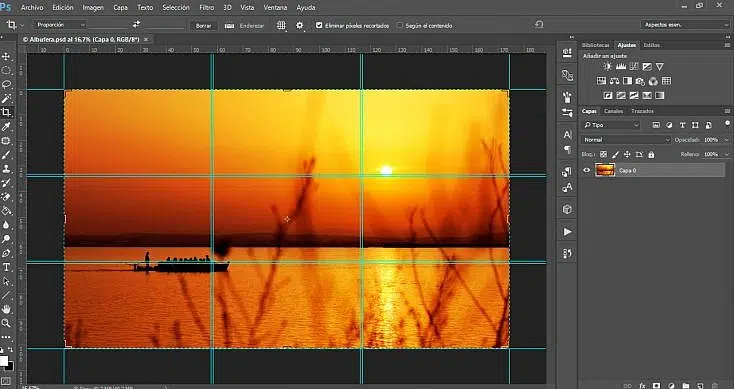 Ps Archivo Edición Imagen Capa Texto Selección Filtro 3D Vista Ventana Ayuda
Proporción Borrar Enderezar Eliminar píxeles recortados Según el contenido Aspectos esen.
Albufera.psd al 16,7% (Capa 0, RGB/8*) ×
Bibliotecas Ajustes Estilos
Añadir un ajuste
Capas Canales Trazados
Tipo
Normal Opacidad: 100%
Bloq.: Relleno: 100%
Capa 0